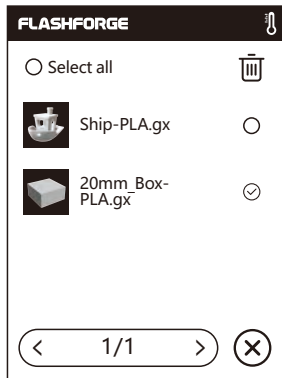 FLASHFORGE
Select all
Ship-PLA.gx
20mm_Box-
PLA.gx
1/1